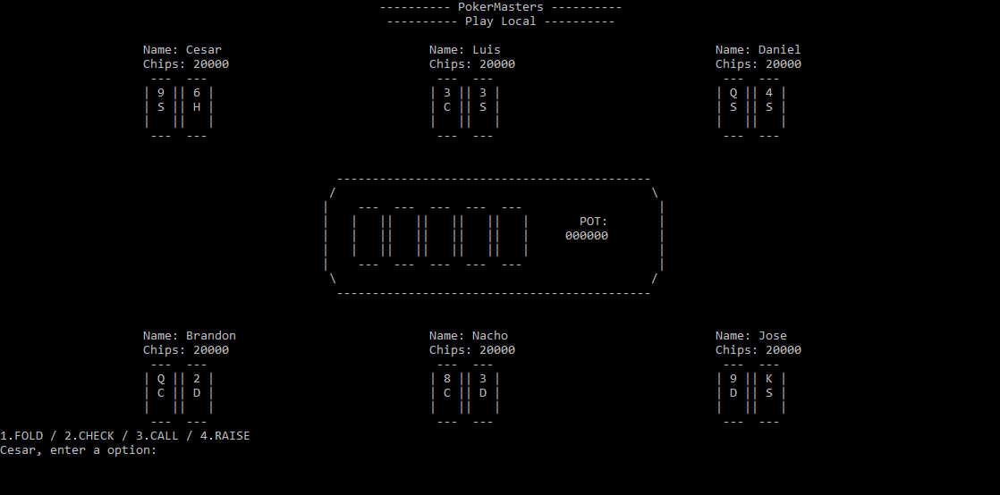 ---------- PokerMasters ----------
---------- Play Local ----------
Name: Cesar Name: Luis Name: Daniel
Chips: 20000 Chips: 20000 Chips: 20000
--- --- --- --- --- ---
| 9 || 6 | | 3 || 3 | | Q || 4 |
| S || H | | C || S | | S || S |
|   ||   | |   ||   | |   ||   |
--- --- --- --- --- ---
--------------------------------------------
/ \
| --- --- --- --- --- |
| |   ||   ||   ||   ||   | POT: |
| |   ||   ||   ||   ||   | 000000 |
| |   ||   ||   ||   ||   | |
| --- --- --- --- --- |
\ /
--------------------------------------------
Name: Brandon Name: Nacho Name: Jose
Chips: 20000 Chips: 20000 Chips: 20000
--- --- --- --- --- ---
| Q || 2 | | 8 || 3 | | 9 || K |
| C || D | | C || D | | D || S |
|   ||   | |   ||   | |   ||   |
--- --- --- --- --- ---
1.FOLD / 2.CHECK / 3.CALL / 4.RAISE
Cesar, enter a option: